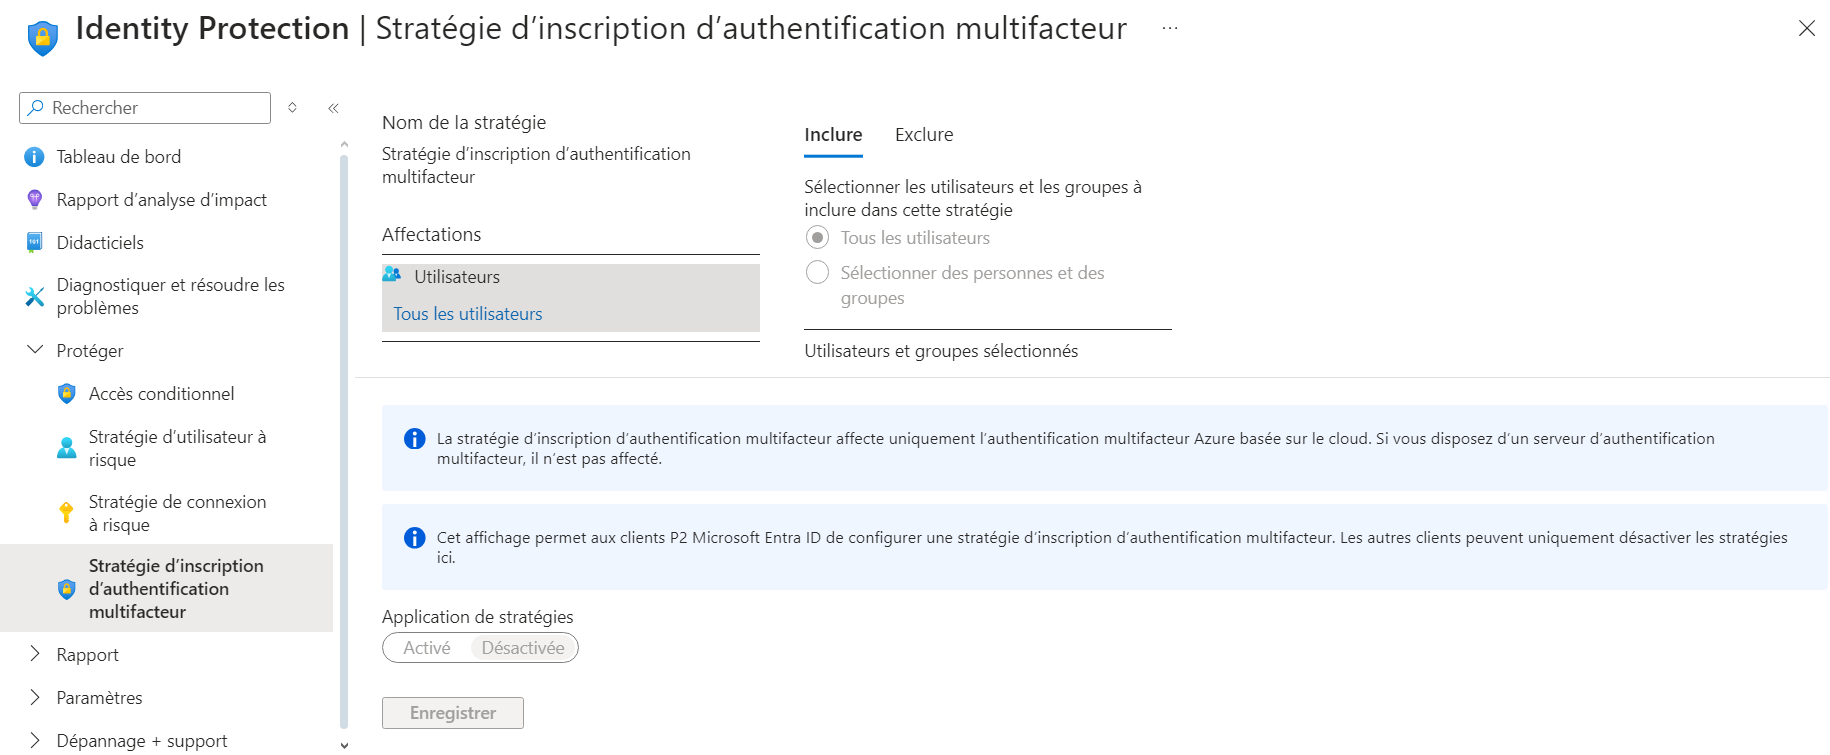 Identity Protection | Stratégie d’inscription d’authentification multifacteur ...
Rechercher
Tableau de bord
Rapport d’analyse d’impact
Didacticiels
Diagnostiquer et résoudre les
problèmes
Protéger
Accès conditionnel
Stratégie d’utilisateur à
risque
Stratégie de connexion
à risque
Stratégie d’inscription
d’authentification
multifacteur
Rapport
Paramètres
Dépannage + support
Nom de la stratégie
Stratégie d’inscription d’authentification
multifacteur
Affectations
Utilisateurs
Tous les utilisateurs
Inclure Exclure
Sélectionner les utilisateurs et les groupes à
inclure dans cette stratégie
Tous les utilisateurs
Sélectionner des personnes et des
groupes
Utilisateurs et groupes sélectionnés
La stratégie d’inscription d’authentification multifacteur affecte uniquement l’authentification multifacteur Azure basée sur le cloud. Si vous disposez d’un serveur d’authentification
multifacteur, il n’est pas affecté.
Cet affichage permet aux clients P2 Microsoft Entra ID de configurer une stratégie d’inscription d’authentification multifacteur. Les autres clients peuvent uniquement désactiver les stratégies
ici.
Application de stratégies
Activé Désactivée
Enregistrer